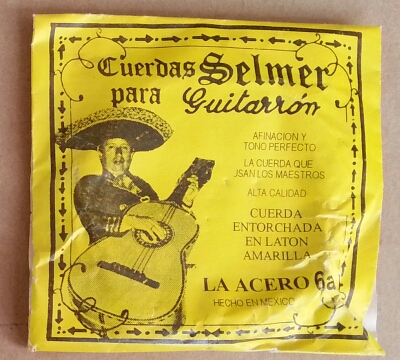 Cuerdas Selmer
para Guitarrón
AFINACION Y
TONO PERFECTO
LA CUERDA QUE
USAN LOS MAESTROS
ALTA CALIDAD
CUERDA
ENTORCHADA
EN LATON
AMARILLA
LA ACERO 6a
HECHO EN MEXICO